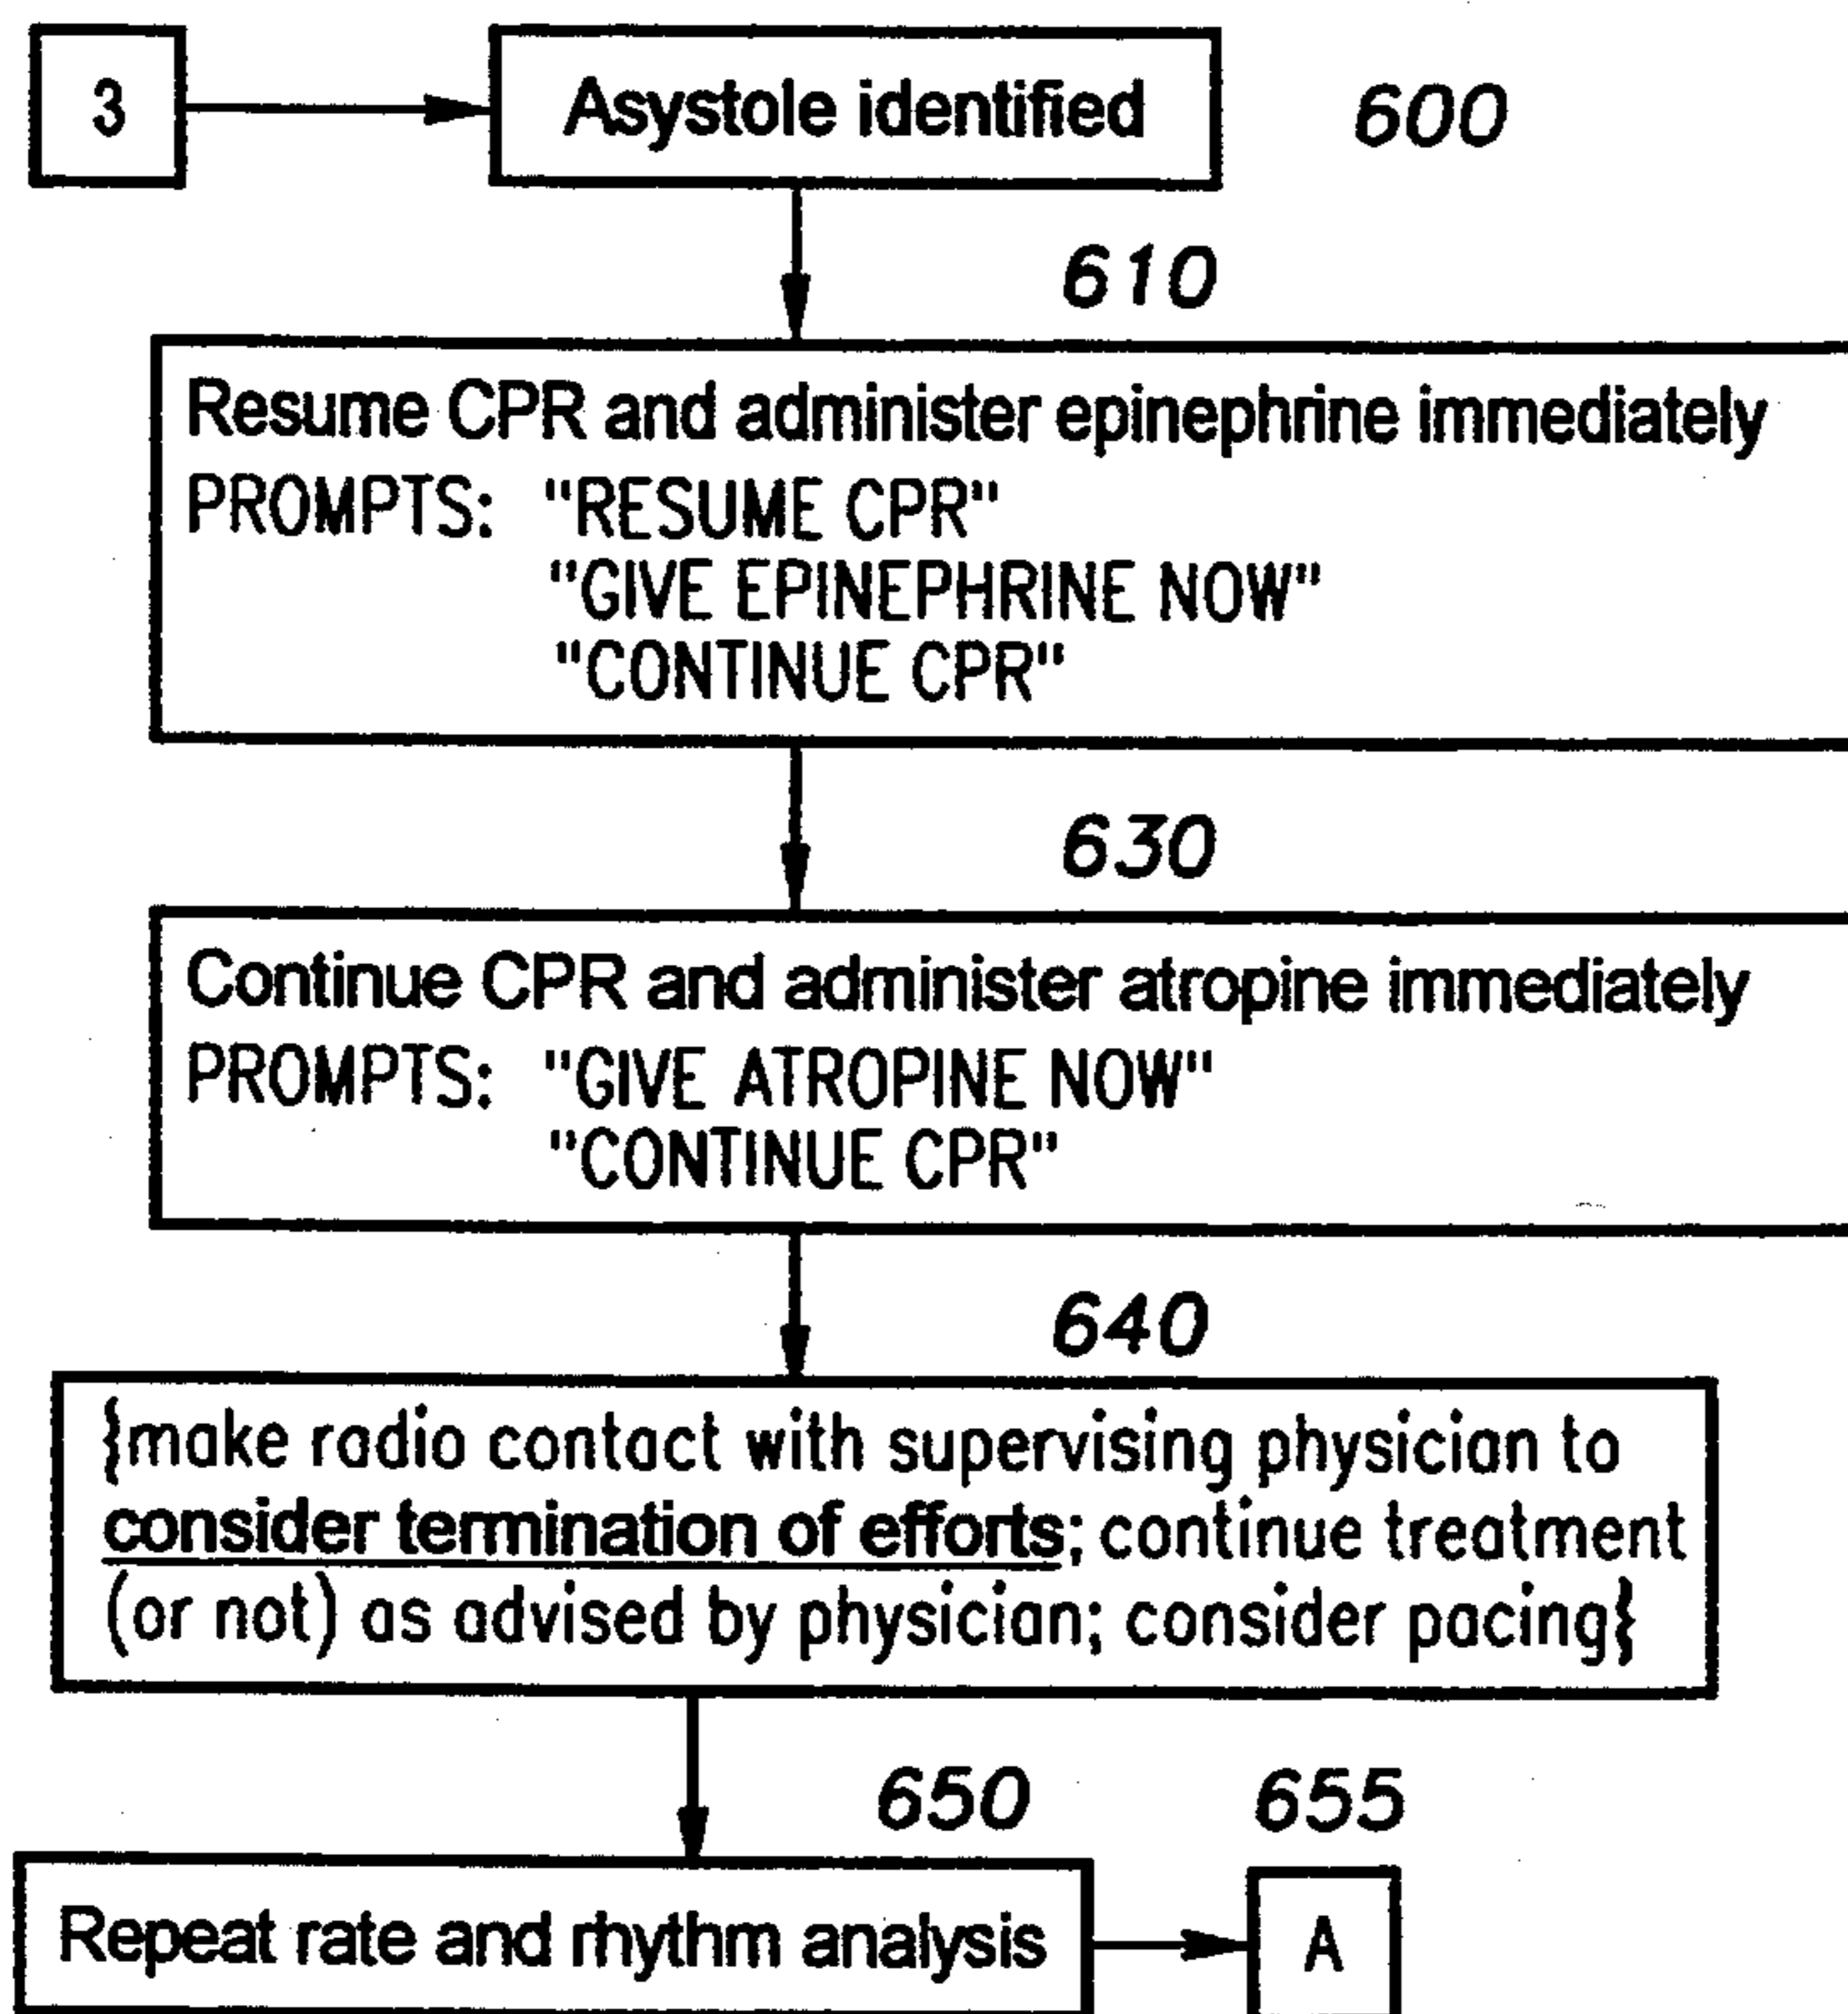 3
Asystole identified
600
610
Resume CPR and administer epinephrine immediately
PROMPTS: "RESUME CPR"
"GIVE EPINEPHRINE NOW"
"CONTINUE CPR"
630
Continue CPR and administer atropine immediately
PROMPTS: "GIVE ATROPINE NOW"
"CONTINUE CPR"
640
{make radio contact with supervising physician to
consider termination of efforts; continue treatment
(or not) as advised by physician; consider pacing}
650
655
Repeat rate and rhythm analysis
A